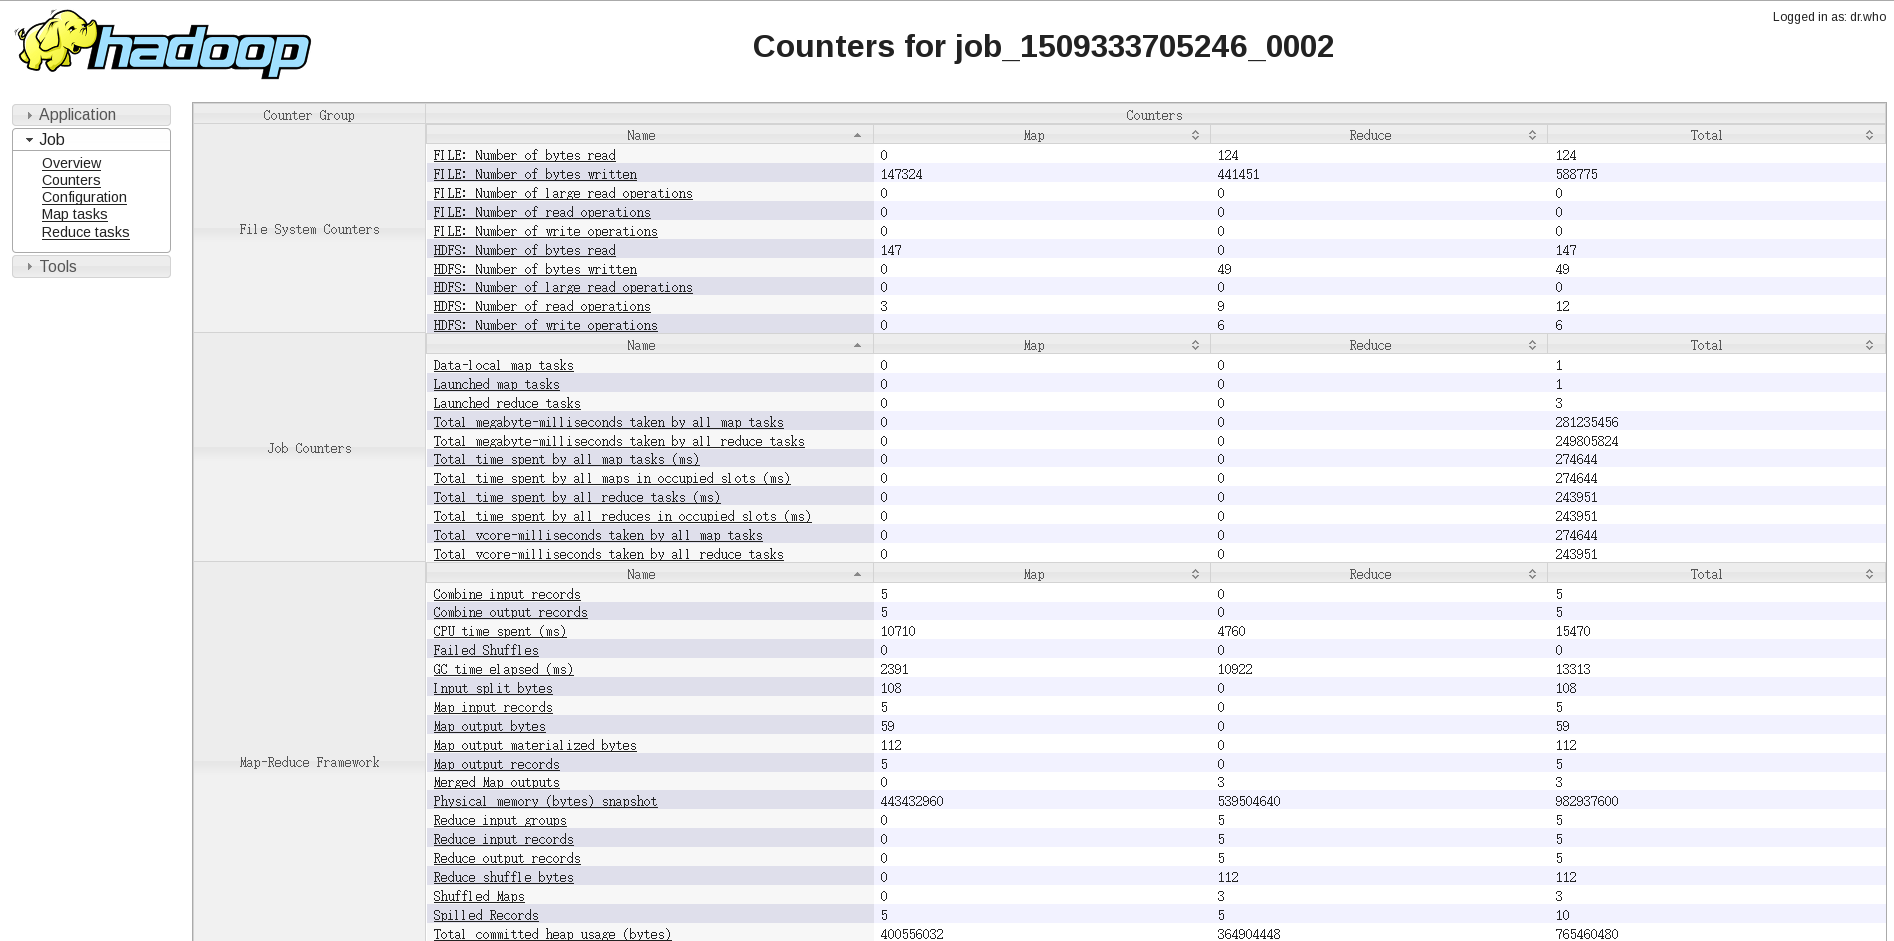 Logged in as: dr.who
hadoop
Counters for job_1509333705246_0002
Application
Job
Overview
Counters
Configuration
Map tasks
Reduce tasks
Tools
Counter Group Counters
File System Counters
Name Map Reduce Total
FILE: Number of bytes read 0 124 124
FILE: Number of bytes written 147324 441451 588775
FILE: Number of large read operations 0 0 0
FILE: Number of read operations 0 0 0
FILE: Number of write operations 0 0 0
HDFS: Number of bytes read 147 0 147
HDFS: Number of bytes written 0 49 49
HDFS: Number of large read operations 0 0 0
HDFS: Number of read operations 3 9 12
HDFS: Number of write operations 0 6 6
Job Counters
Name Map Reduce Total
Data-local map tasks 0 0 1
Launched map tasks 0 0 1
Launched reduce tasks 0 0 3
Total megabyte-milliseconds taken by all map tasks 0 0 281235456
Total megabyte-milliseconds taken by all reduce tasks 0 0 249805824
Total time spent by all map tasks (ms) 0 0 274644
Total time spent by all maps in occupied slots (ms) 0 0 274644
Total time spent by all reduce tasks (ms) 0 0 243951
Total time spent by all reduces in occupied slots (ms) 0 0 243951
Total vcore-milliseconds taken by all map tasks 0 0 274644
Total vcore-milliseconds taken by all reduce tasks 0 0 243951
Map-Reduce Framework
Name Map Reduce Total
Combine input records 5 0 5
Combine output records 5 0 5
CPU time spent (ms) 10710 4760 15470
Failed Shuffles 0 0 0
GC time elapsed (ms) 2391 10922 13313
Input split bytes 108 0 108
Map input records 5 0 5
Map output bytes 59 0 59
Map output materialized bytes 112 0 112
Map output records 5 0 5
Merged Map outputs 0 3 3
Physical memory (bytes) snapshot 443432960 539504640 982937600
Reduce input groups 0 5 5
Reduce input records 0 5 5
Reduce output records 0 5 5
Reduce shuffle bytes 0 112 112
Shuffled Maps 0 3 3
Spilled Records 5 5 10
Total committed heap usage (bytes) 400556032 364904448 765460480